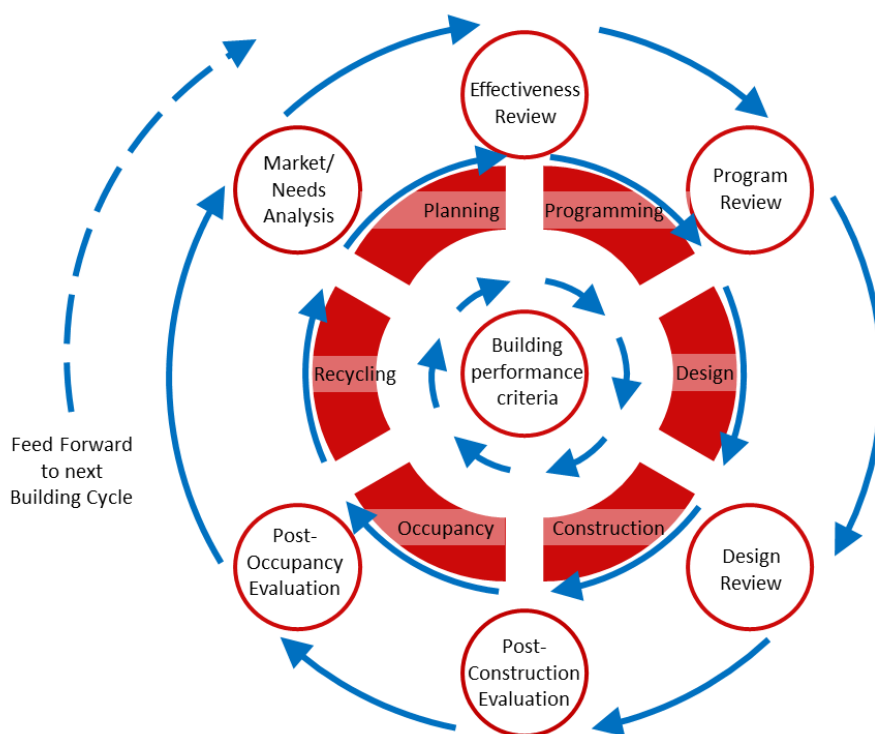 Effectiveness
Review
Market/
Needs
Analysis
Program
Review
Planning
Programming
Building
performance
criteria
Recycling
Design
Feed Forward
to next
Building Cycle
Occupancy
Construction
Post-
Occupancy
Evaluation
Design
Review
Post-
Construction
Evaluation